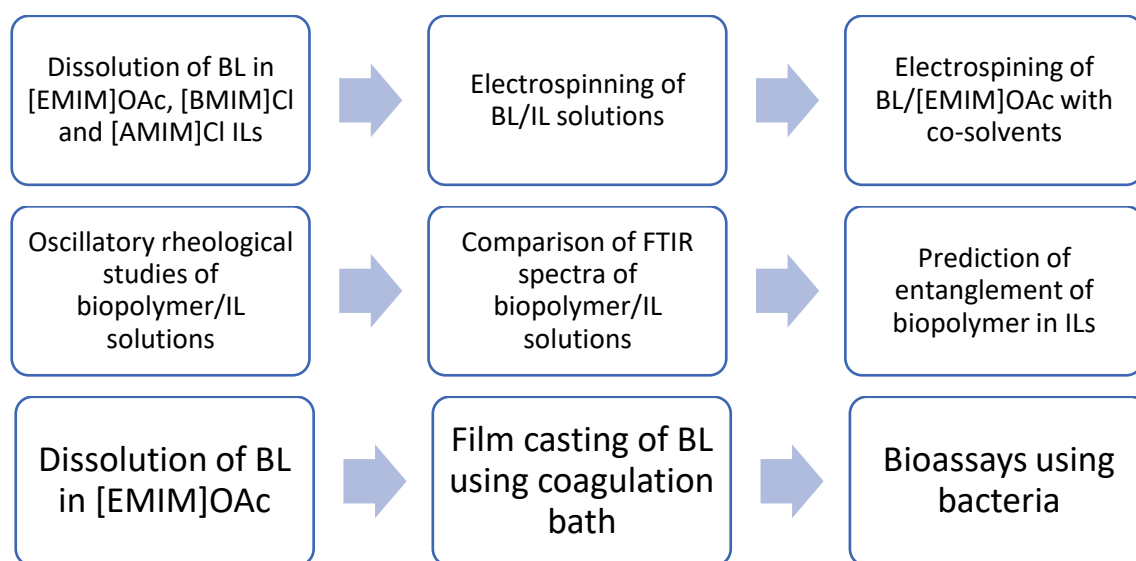 Dissolution of BL in
[EMIM]OAc, [BMIM]Cl
and [AMIM]Cl ILs
Electrospinning of
BL/IL solutions
Electrospining of
BL/[EMIM]OAc with
co-solvents
Oscillatory rheological
studies of
biopolymer/IL
solutions
Comparison of FTIR
spectra of
biopolymer/IL
solutions
Prediction of
entanglement of
biopolymer in ILs
Dissolution of BL
in [EMIM]OAc
Film casting of BL
using coagulation
bath
Bioassays using
bacteria